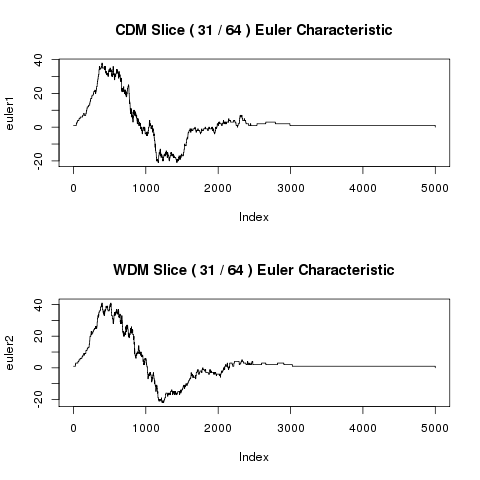 CDM Slice ( 31 / 64 ) Euler Characteristic
euler1
40
20
0
-20
0 1000 2000 3000 4000 5000
Index
WDM Slice ( 31 / 64 ) Euler Characteristic
euler2
40
20
0
-20
0 1000 2000 3000 4000 5000
Index